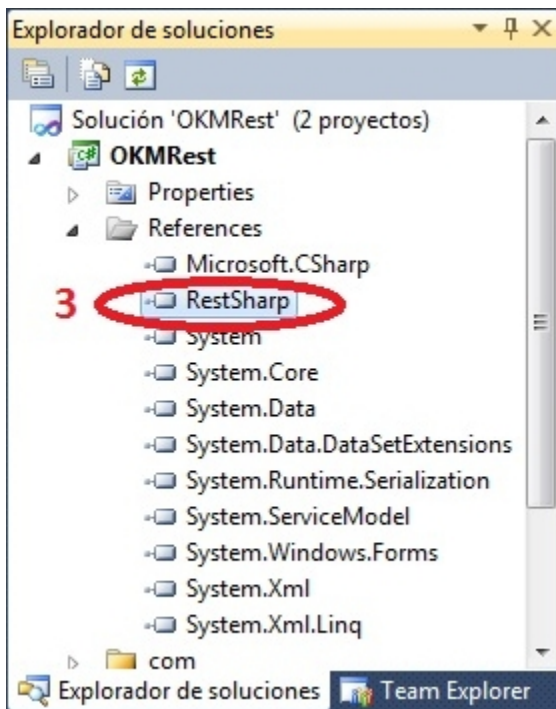 Explorador de soluciones
Solución 'OKMRest' (2 proyectos)
OKMRest
Properties
References
Microsoft.CSharp
3 RestSharp
System
System.Core
System.Data
System.Data.DataSetExtensions
System.Runtime.Serialization
System.ServiceModel
System.Windows.Forms
System.Xml
System.Xml.Linq
com
Explorador de soluciones Team Explorer